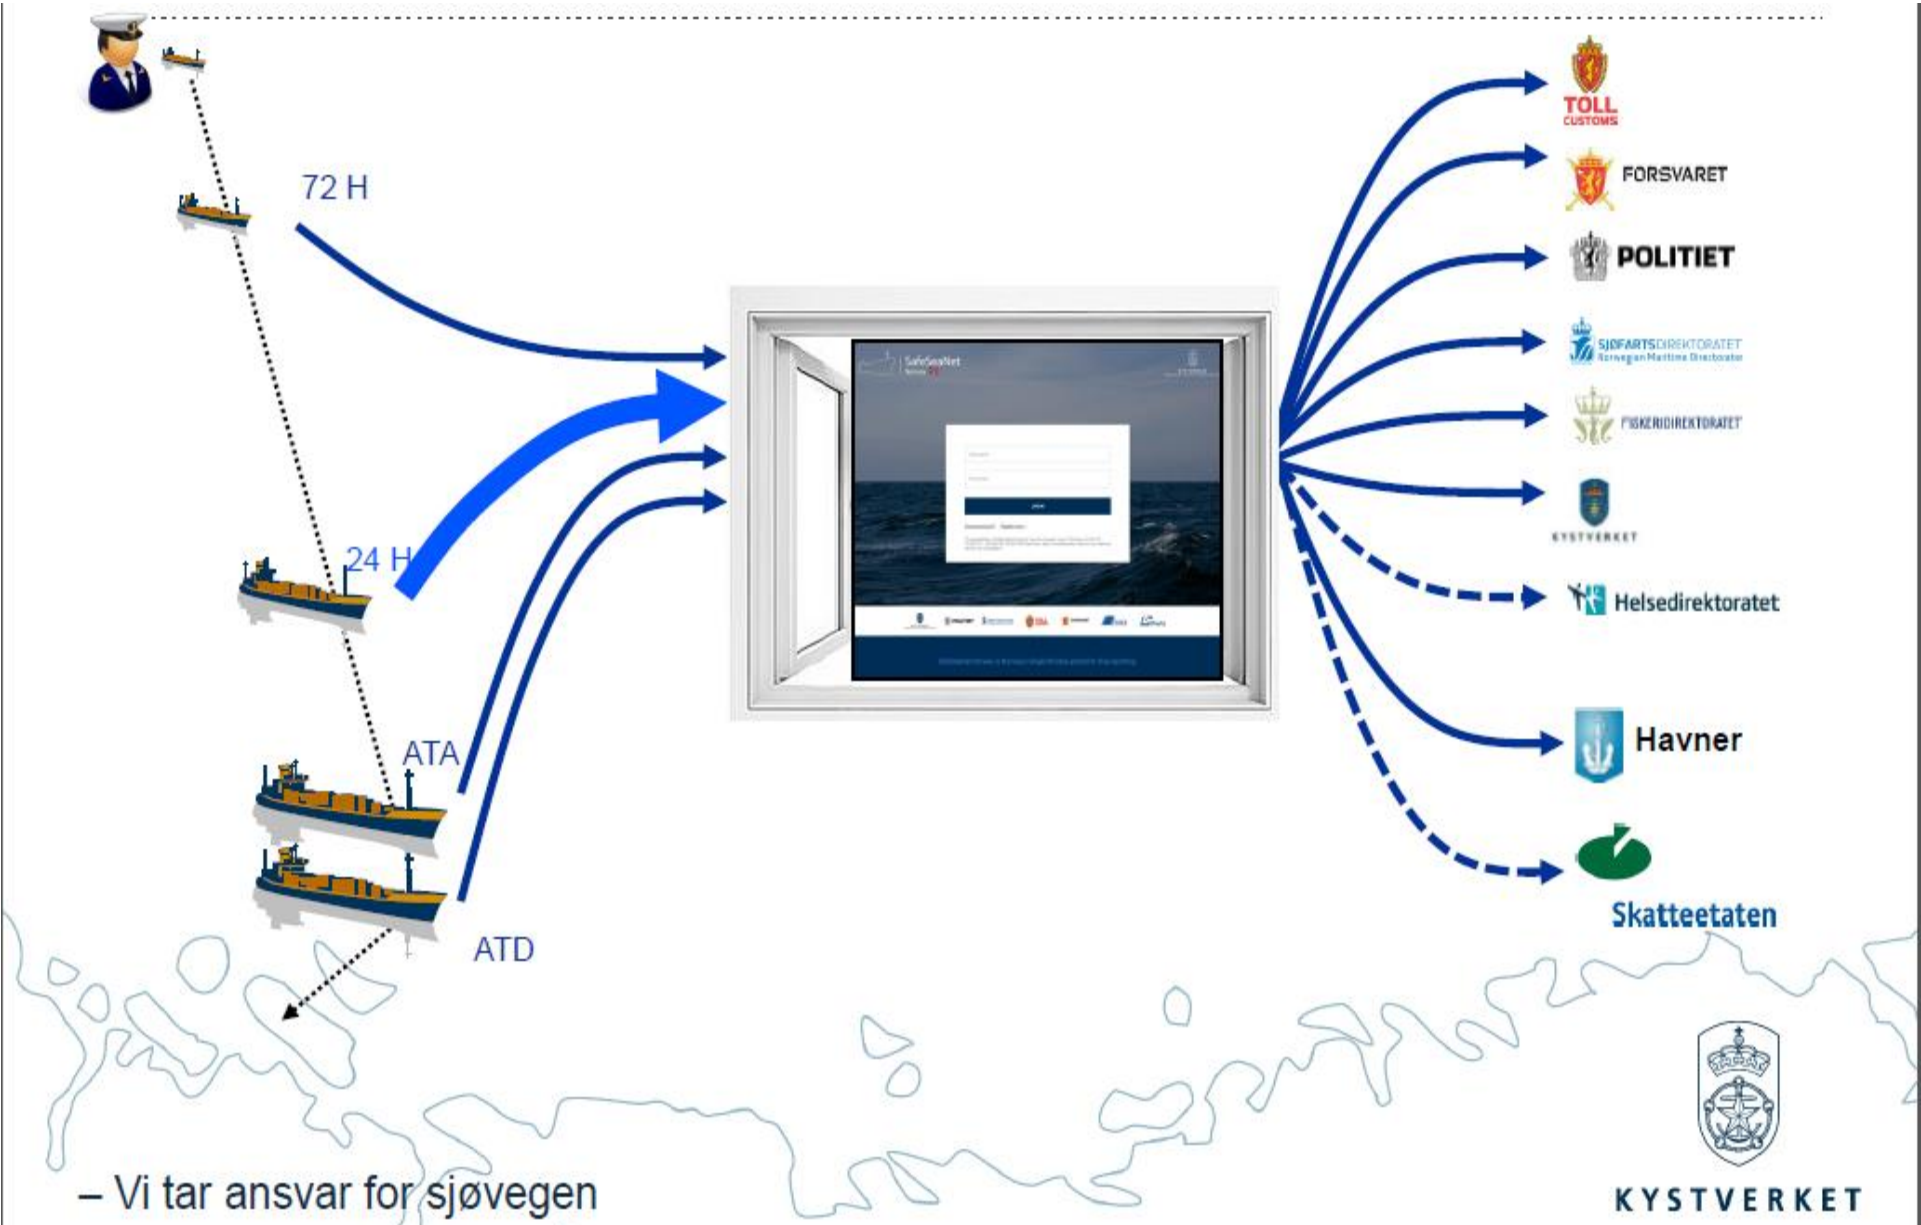 72 H
24 H
ATA
ATD
SafeSeaNet
Norway
TOLL
CUSTOMS
FORSVARET
POLITIET
SJØFARTSDIREKTORATET
Norwegian Maritime Directorate
FISKERIDIREKTORATET
KYSTVERKET
Helsedirektoratet
Havner
Skatteetaten
– Vi tar ansvar for sjøvegen
KYSTVERKET